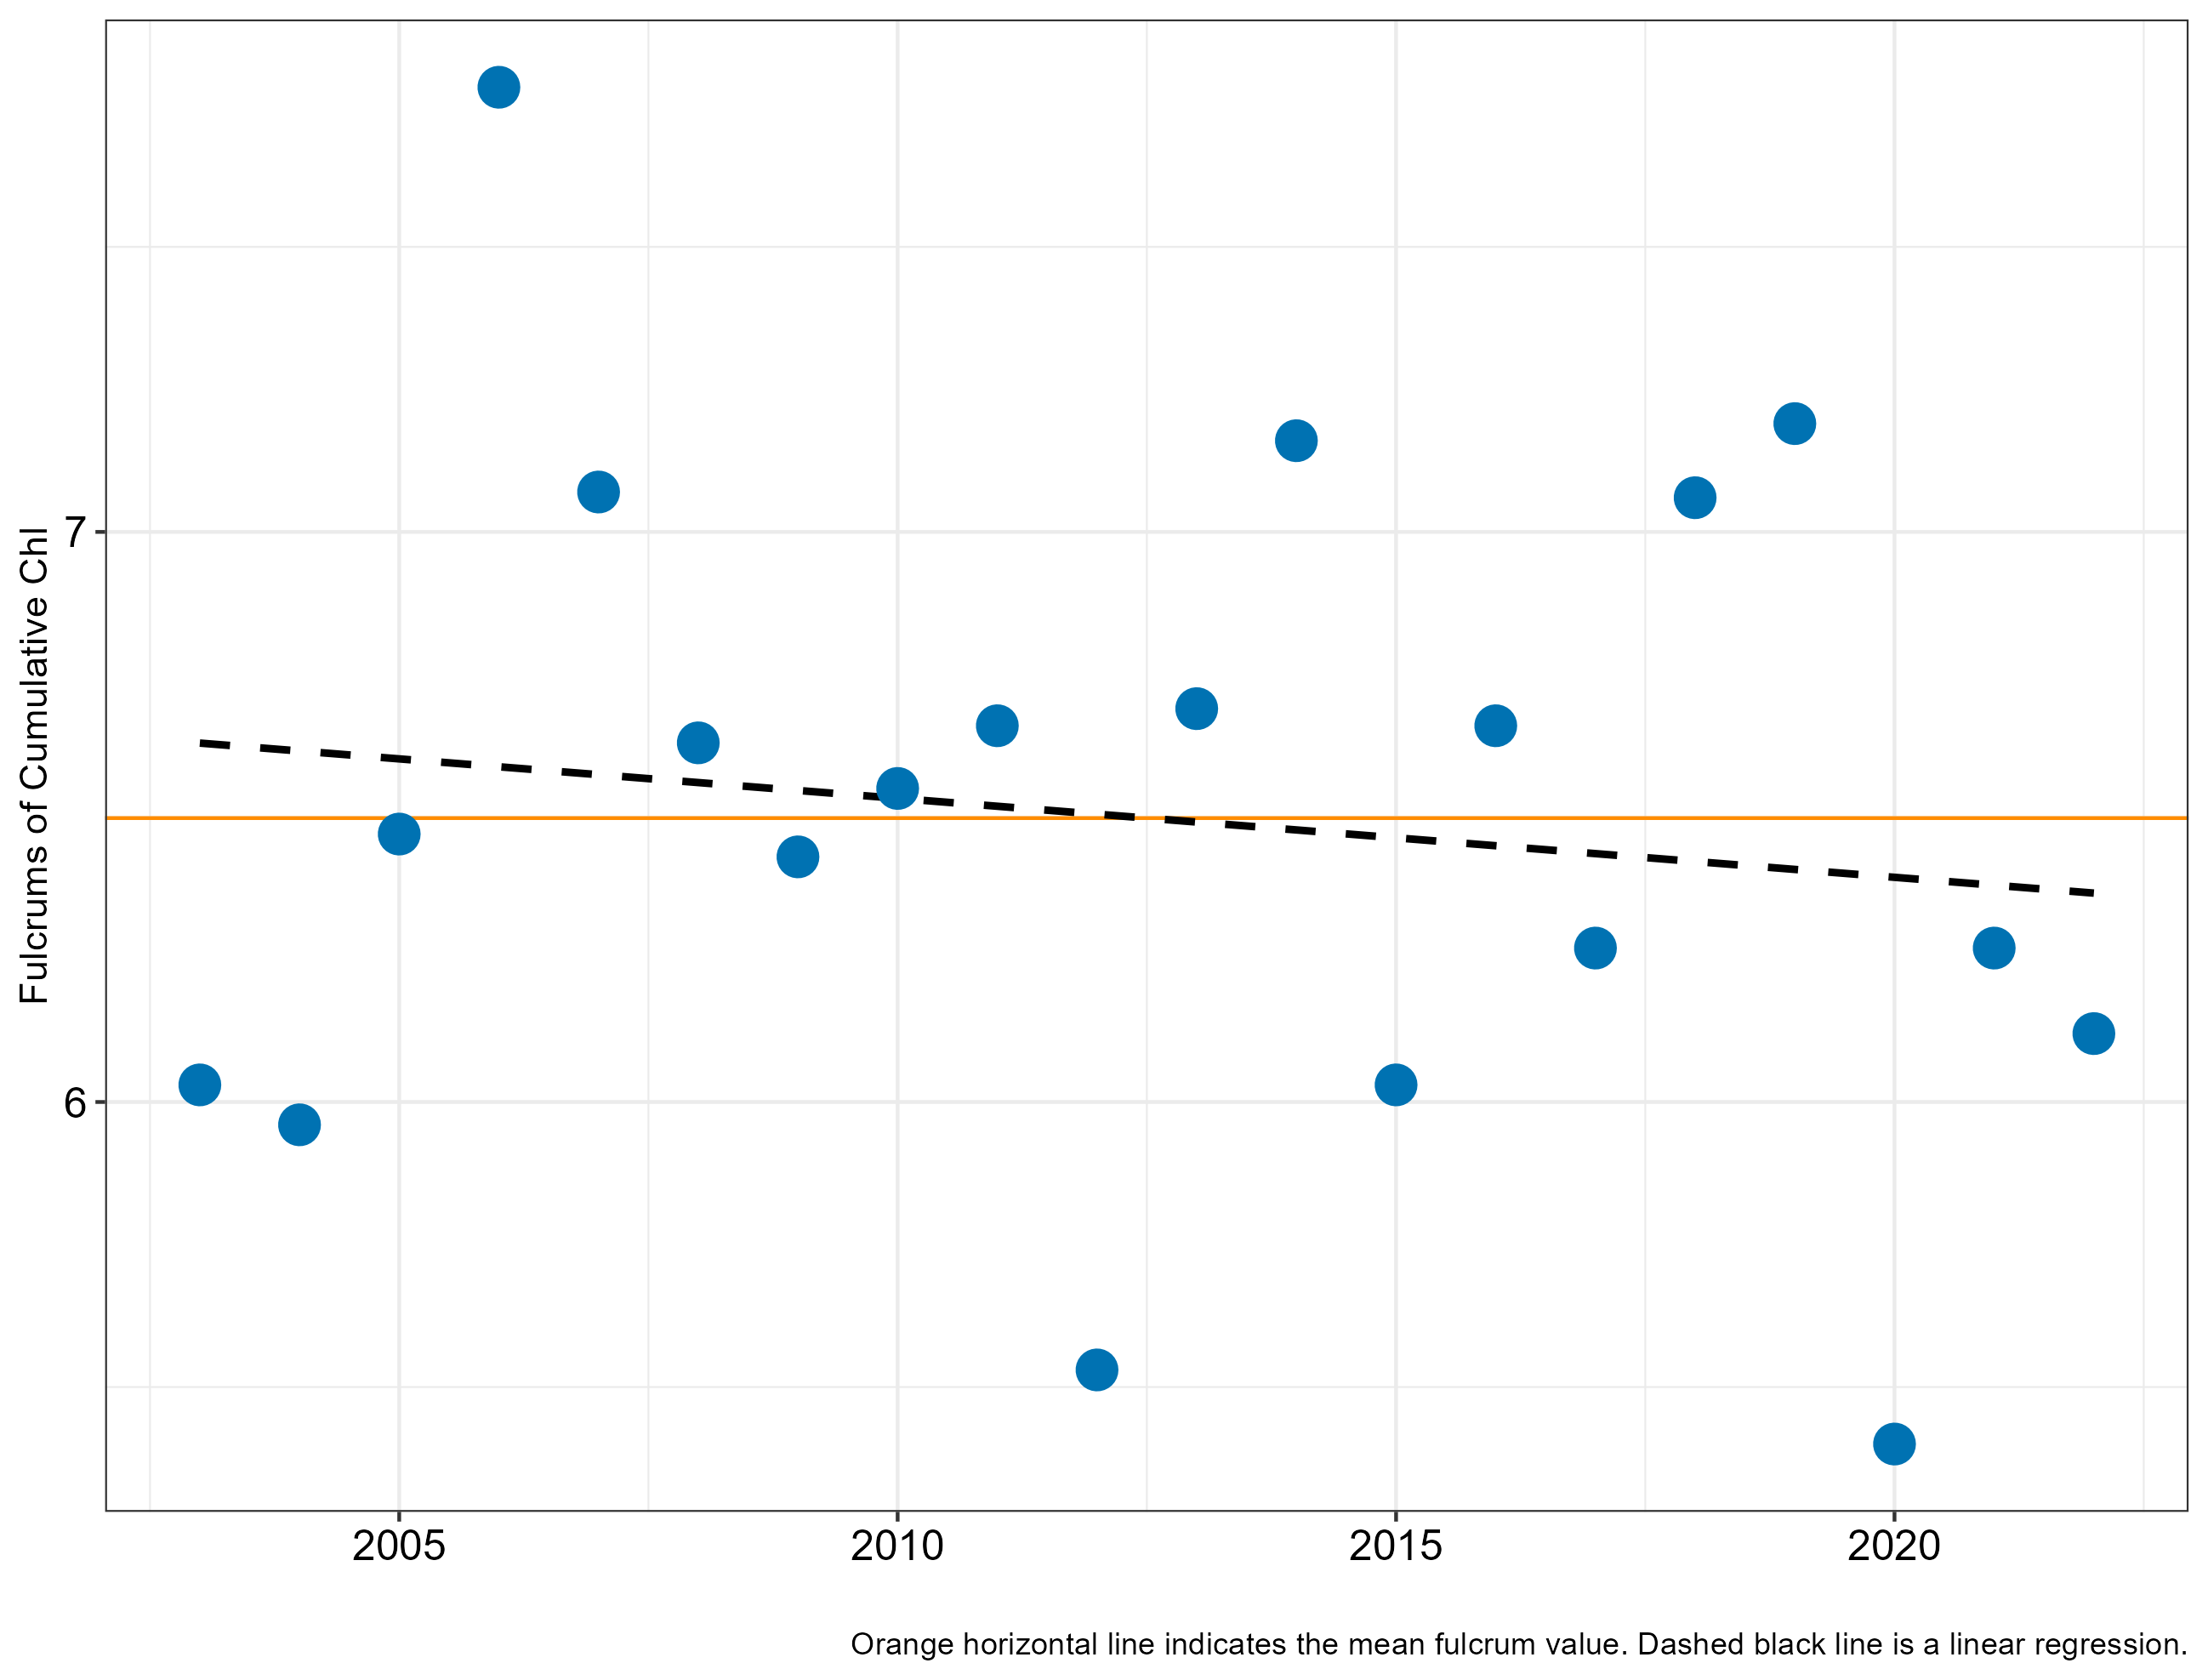 Fulcrums of Cumulative Chl
7
6
2005 2010 2015 2020
Orange horizontal line indicates the mean fulcrum value. Dashed black line is a linear regression.